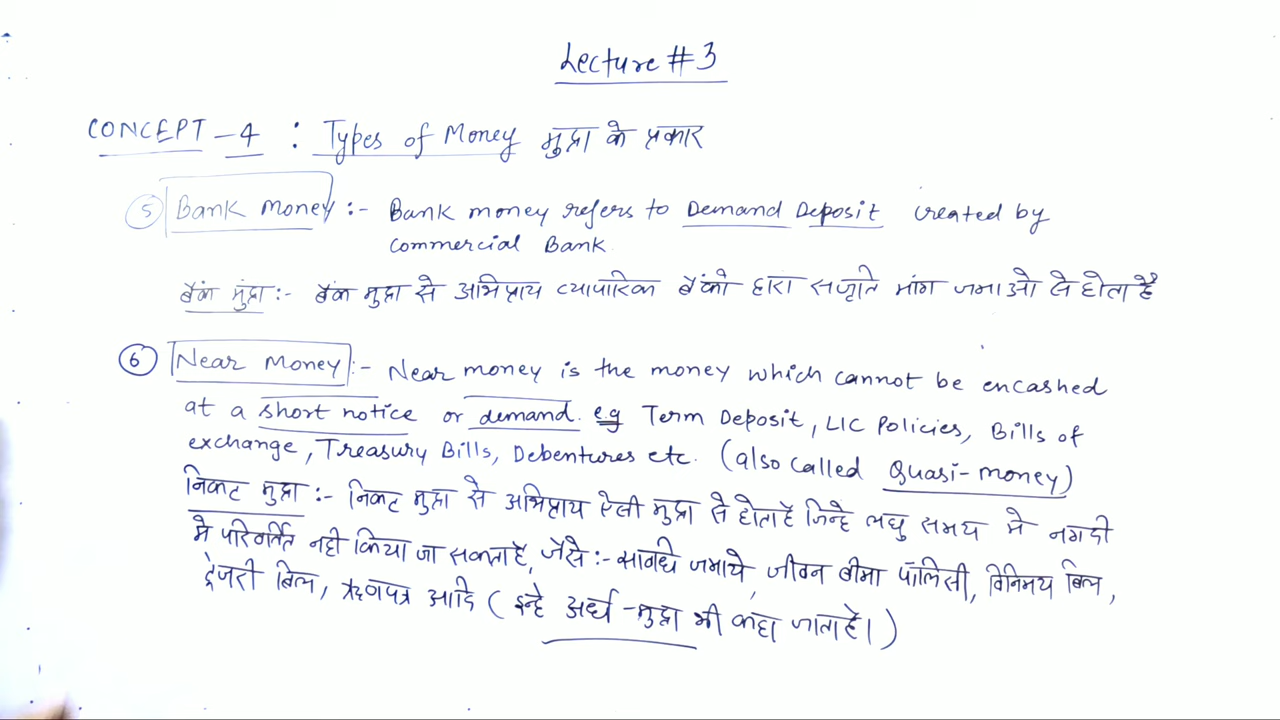 Lecture #3
CONCEPT-4 : Types of Money मुद्रा के प्रकार
⑤ Bank Money :- Bank money refers to Demand Deposit created by
commercial Bank.
बैंक मुद्रा :- बैंक मुद्रा से अभिप्राय व्यापारिक बैंको द्वारा सृजित मांग जमाओ से होता है
⑥ Near Money :- Near money is the money which cannot be encashed
at a short notice or demand. e.g Term Deposit, LIC Policies, Bills of
exchange, Treasury Bills, Debentures etc. (also called Quasi-money)
निकट मुद्रा :- निकट मुद्रा से अभिप्राय ऐसी मुद्रा से होता है जिन्हे लघु समय मे नगदी
मे परिवर्तित नही किया जा सकता है, जैसे :- सावधि जमाये, जीवन बीमा पॉलिसी, विनिमय बिल,
ट्रेजरी बिल, ऋणपत्र आदि ( इन्हे अर्ध-मुद्रा भी कहा जाता है। )